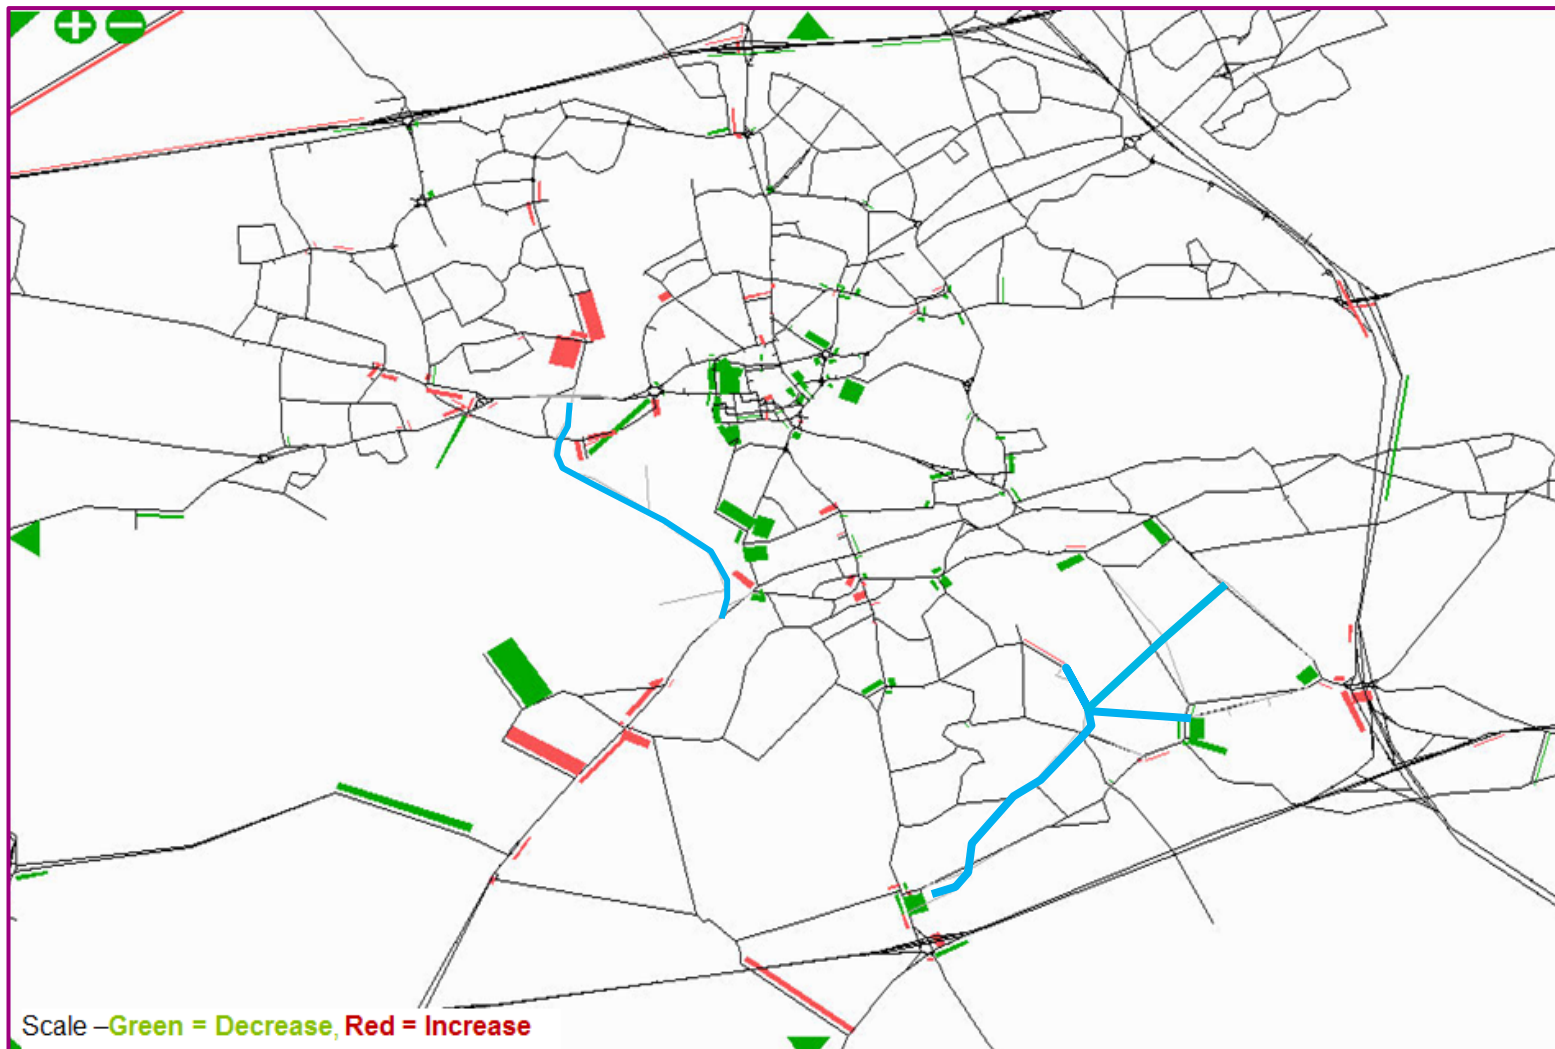 Scale –Green = Decrease, Red = Increase